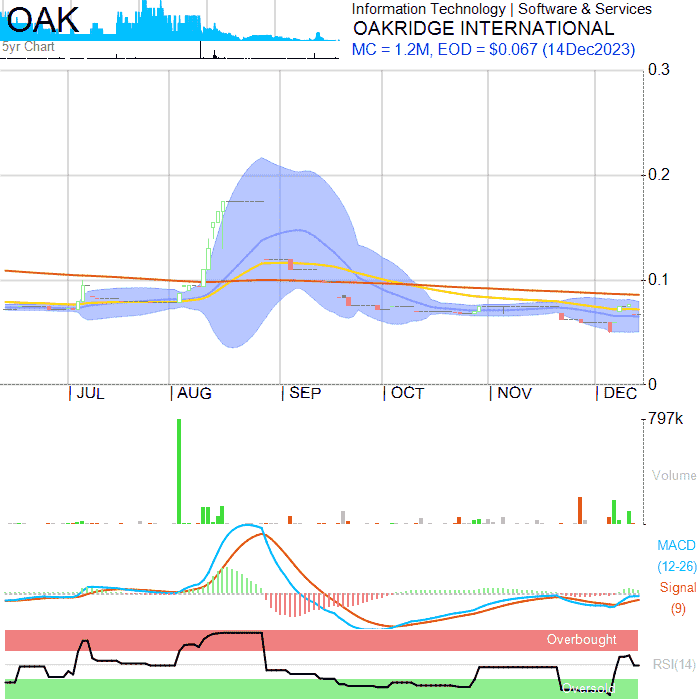 OAK
5yr Chart
Information Technology | Software & Services
OAKRIDGE INTERNATIONAL
MC = 1.2M, EOD = $0.067 (14Dec2023)
0.3
0.2
0.1
0
JUL
AUG
SEP
OCT
NOV
DEC
797k
Volume
MACD
(12-26)
Signal
(9)
Overbought
RSI(14)
Oversold